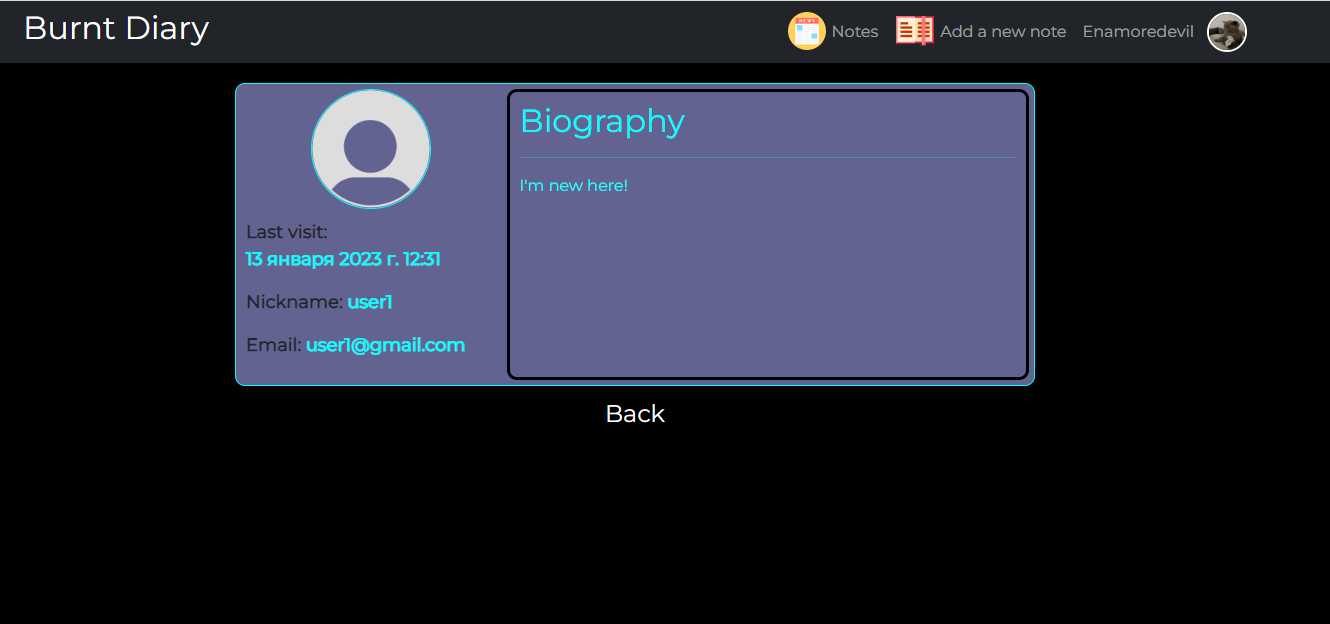 Burnt Diary
NEWS
Notes
Add a new note
Enamoredevil
Last visit:
13 января 2023 г. 12:31
Nickname: user1
Email: user1@gmail.com
Biography
I'm new here!
Back